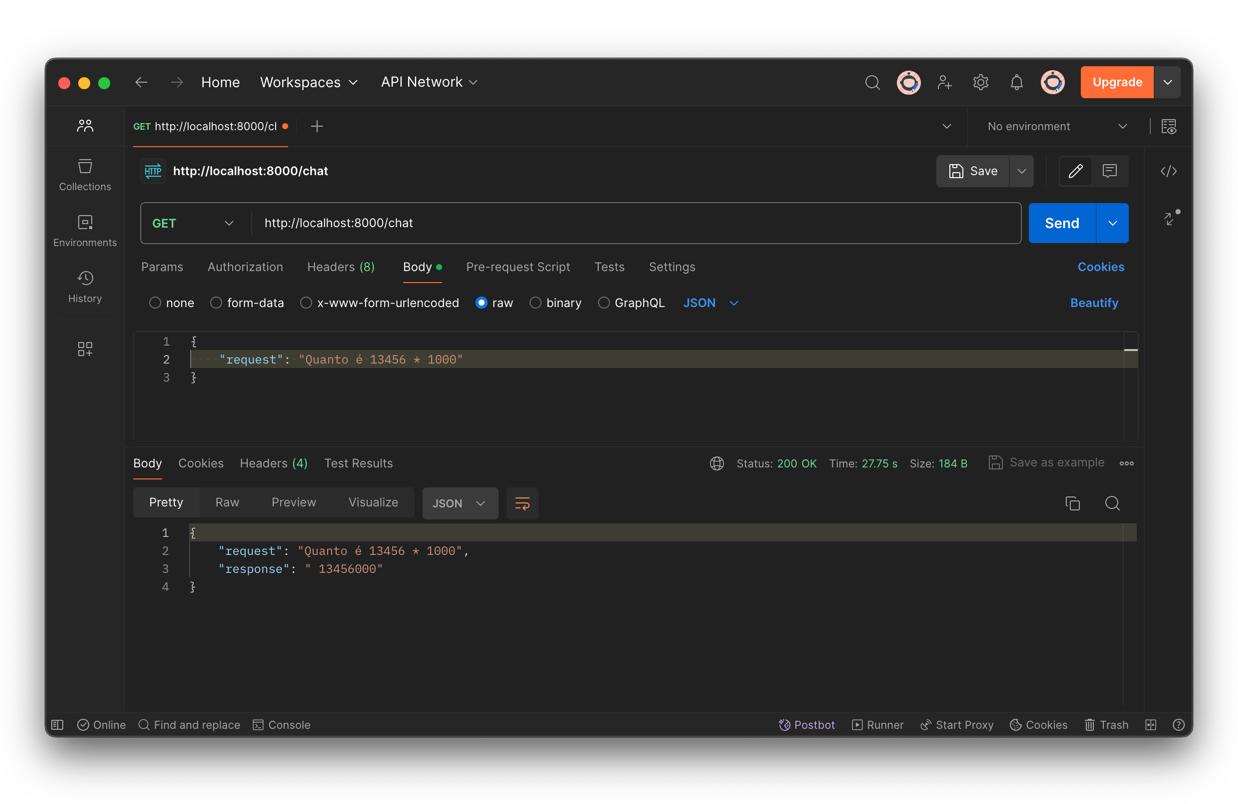 Home Workspaces API Network Upgrade
GET http://localhost:8000/cl No environment
HTTP http://localhost:8000/chat Save
Collections
GET http://localhost:8000/chat Send
Environments
Params Authorization Headers (8) Body Pre-request Script Tests Settings Cookies
History
none form-data x-www-form-urlencoded raw binary GraphQL JSON Beautify
1 {
2 "request": "Quanto é 13456 * 1000"
3 }
Body Cookies Headers (4) Test Results Status: 200 OK Time: 27.75 s Size: 184 B Save as example
Pretty Raw Preview Visualize JSON
1 {
2 "request": "Quanto é 13456 * 1000",
3 "response": " 13456000"
4 }
Online Find and replace Console Postbot Runner Start Proxy Cookies Trash